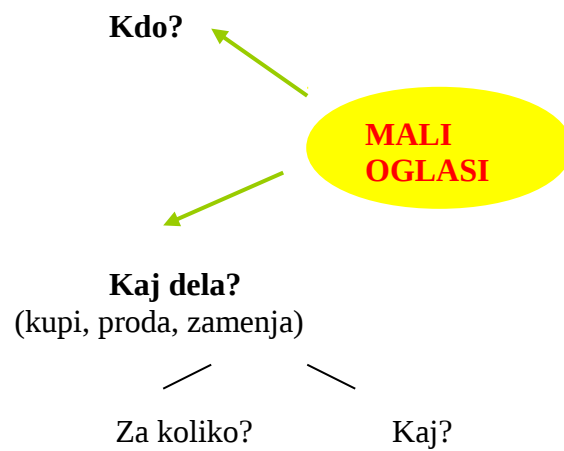 Kdo?
MALI
OGLASI
Kaj dela?
(kupi, proda, zamenja)
Za koliko?
Kaj?